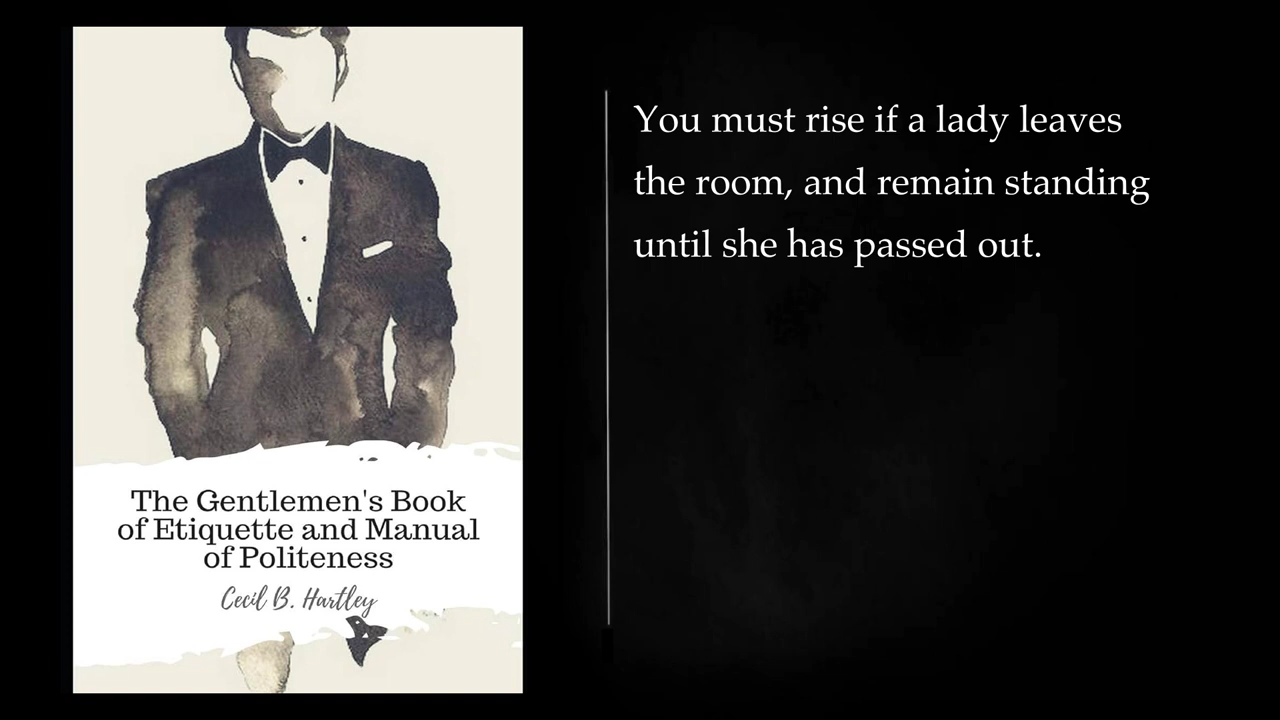 The Gentlemen's Book
of Etiquette and Manual
of Politeness
Cecil B. Hartley
You must rise if a lady leaves
the room, and remain standing
until she has passed out.